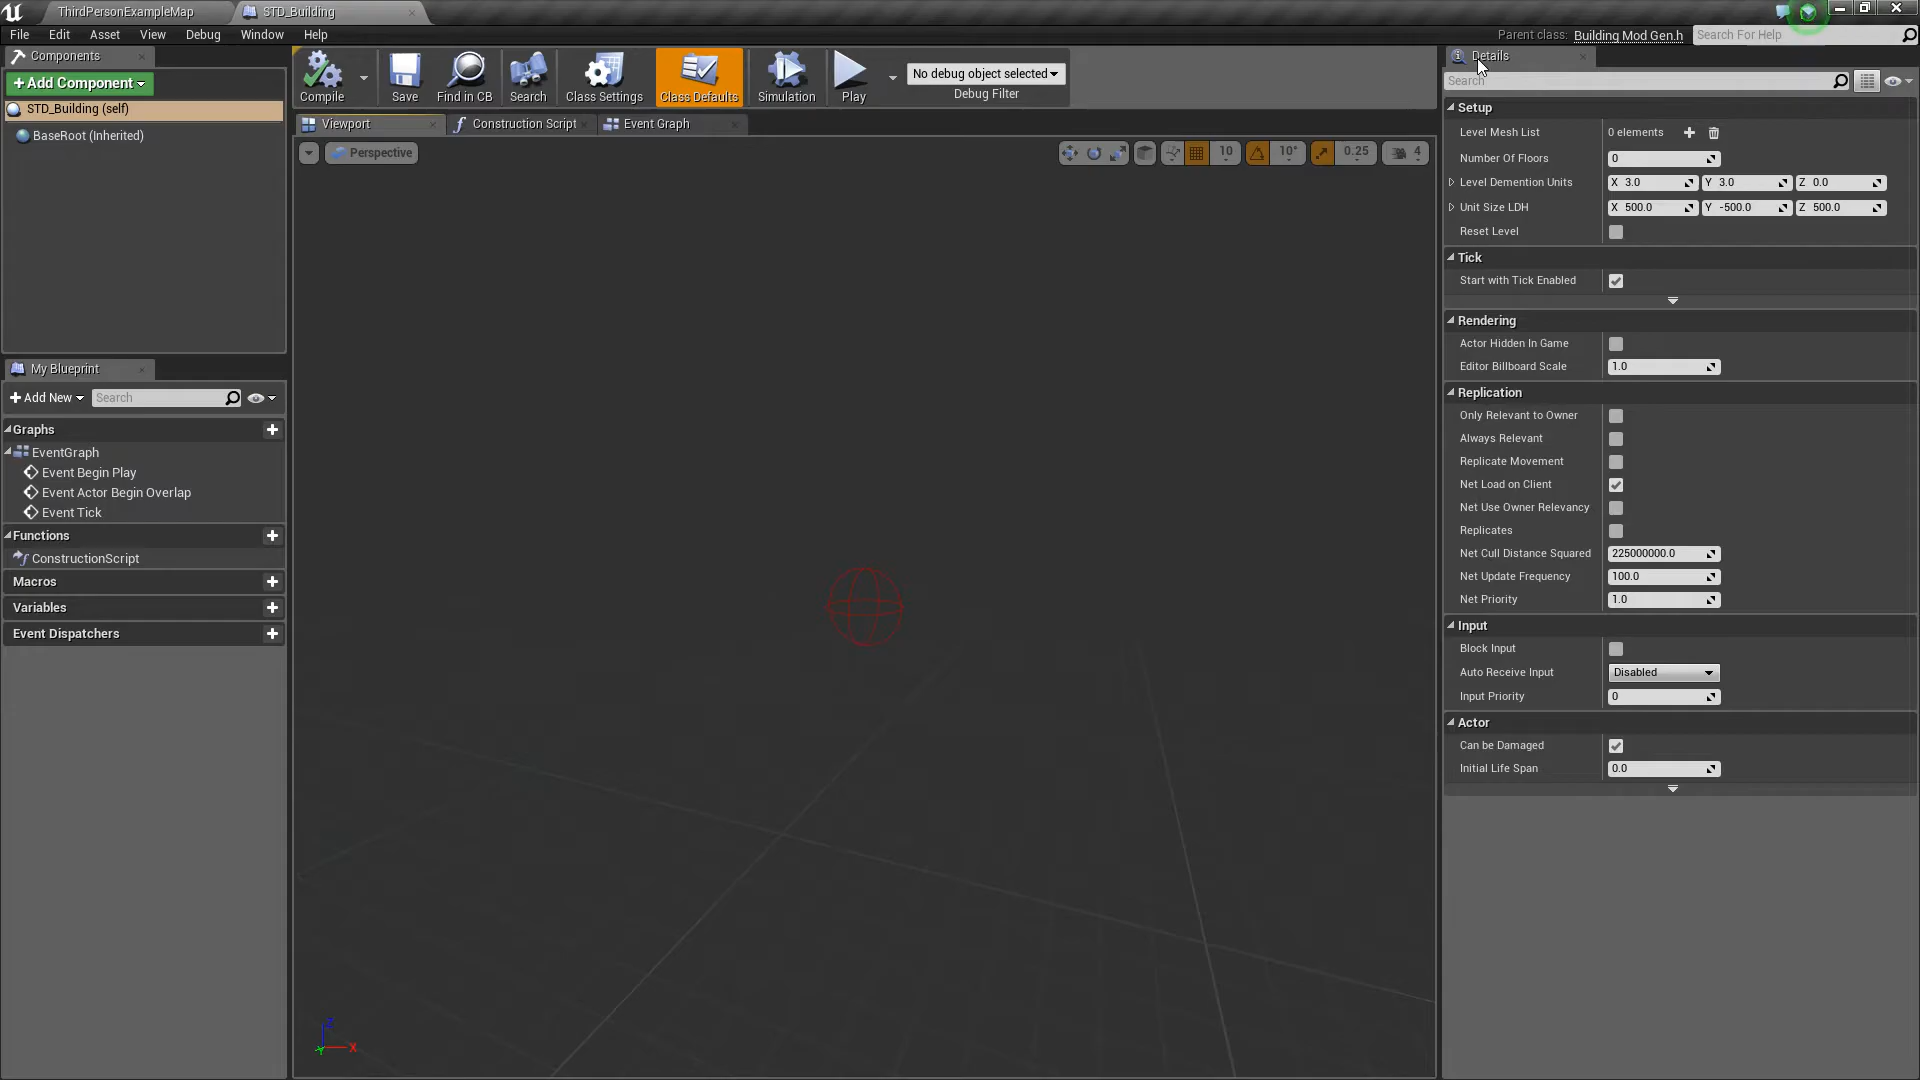 ThirdPersonExampleMap
STD_Building
File Edit Asset View Debug Window Help
Parent class: Building Mod Gen.h Search For Help
Components
+Add Component
STD_Building (self)
BaseRoot (Inherited)
Compile
Save
Find in CB
Search
Class Settings
Class Defaults
Simulation
Play
No debug object selected
Debug Filter
Viewport
Construction Script
Event Graph
Perspective
10
10°
0.25
4
My Blueprint
+Add New
Search
Graphs
EventGraph
Event Begin Play
Event Actor Begin Overlap
Event Tick
Functions
ConstructionScript
Macros
Variables
Event Dispatchers
Z
X
Y
Details
Search
Setup
Level Mesh List 0 elements
Number Of Floors 0
Level Demention Units X 3.0 Y 3.0 Z 0.0
Unit Size LDH X 500.0 Y -500.0 Z 500.0
Reset Level
Tick
Start with Tick Enabled
Rendering
Actor Hidden In Game
Editor Billboard Scale 1.0
Replication
Only Relevant to Owner
Always Relevant
Replicate Movement
Net Load on Client
Net Use Owner Relevancy
Replicates
Net Cull Distance Squared 225000000.0
Net Update Frequency 100.0
Net Priority 1.0
Input
Block Input
Auto Receive Input Disabled
Input Priority 0
Actor
Can be Damaged
Initial Life Span 0.0